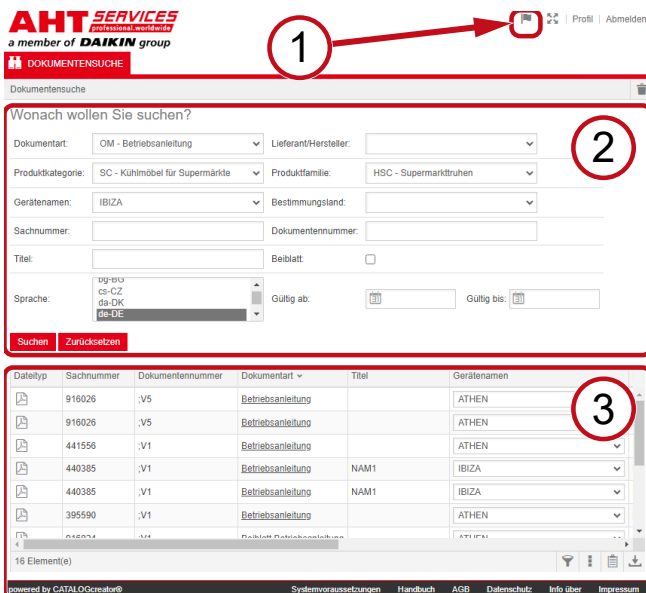 AHT SERVICES
professional.worldwide
a member of DAIKIN group
1
Profil Abmelden
DOKUMENTENSUCHE
Dokumentensuche
Wonach wollen Sie suchen?
2
Dokumentart: OM - Betriebsanleitung Lieferant/Hersteller:
Produktkategorie: SC - Kühlmöbel für Supermärkte Produktfamilie: HSC - Supermarkttruhen
Gerätenamen: IBIZA Bestimmungsland:
Sachnummer: Dokumentennummer:
Titel: Beiblatt:
bg-BG
cs-CZ
Sprache: da-DK Gültig ab: Gültig bis:
de-DE
Suchen Zurücksetzen
Dateityp Sachnummer Dokumentennummer Dokumentart Titel Gerätenamen
3
916026 ;V5 Betriebsanleitung ATHEN
916026 ;V5 Betriebsanleitung ATHEN
441556 ;V1 Betriebsanleitung ATHEN
440385 ;V1 Betriebsanleitung NAM1 IBIZA
440385 ;V1 Betriebsanleitung NAM1 IBIZA
395590 ;V1 Betriebsanleitung ATHEN
;V1 Beiblatt Betriebsanleitung ATHEN
16 Element(e)
powered by CATALOGcreator® Systemvoraussetzungen Handbuch AGB Datenschutz Info über Impressum